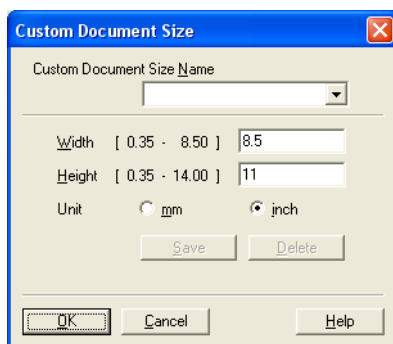 Custom Document Size
Custom Document Size Name
Width [ 0.35 - 8.50 ] 8.5
Height [ 0.35 - 14.00 ] 11
Unit mm inch
Save Delete
OK Cancel Help